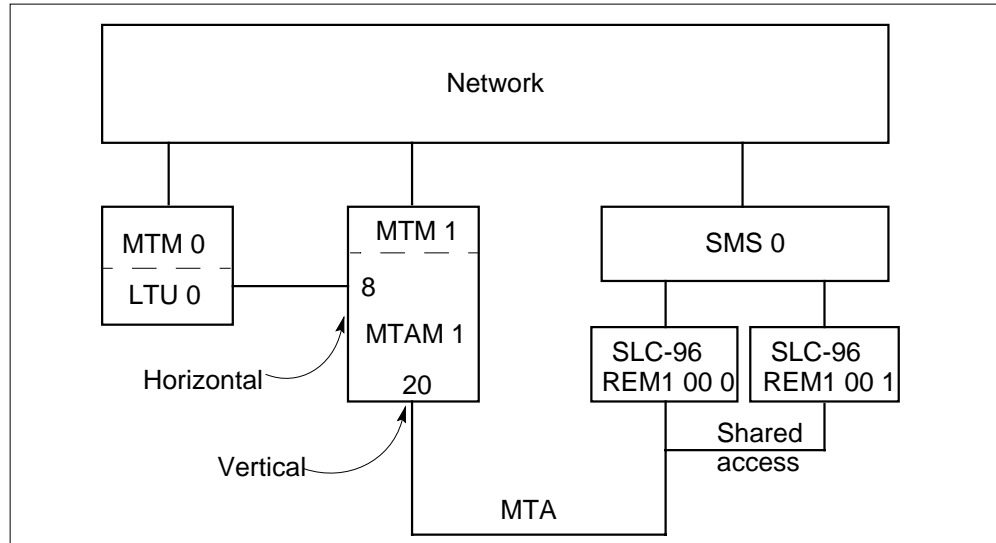 Network
MTM 0
LTU 0
MTM 1
8
MTAM 1
20
SMS 0
SLC-96
REM1 00 0
SLC-96
REM1 00 1
Horizontal
Vertical
Shared
access
MTA